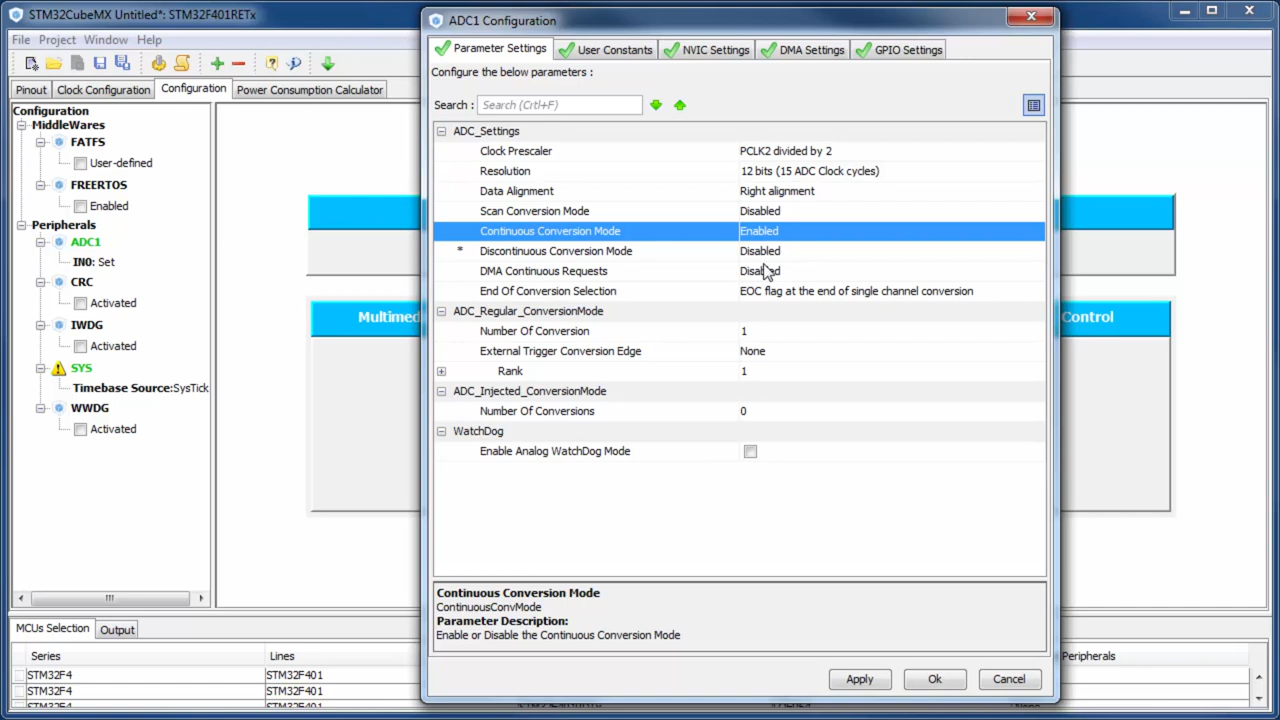 STM32CubeMX Untitled*: STM32F401RETx
File Project Window Help
Pinout Clock Configuration Configuration Power Consumption Calculator
Configuration
MiddleWares
FATFS
User-defined
FREERTOS
Enabled
Peripherals
ADC1
IN0: Set
CRC
Activated
IWDG
Activated
SYS
Timebase Source:SysTick
WWDG
Activated
Multimed
Control
ADC1 Configuration
Parameter Settings User Constants NVIC Settings DMA Settings GPIO Settings
Configure the below parameters :
Search : Search (Crtl+F)
ADC_Settings
Clock Prescaler PCLK2 divided by 2
Resolution 12 bits (15 ADC Clock cycles)
Data Alignment Right alignment
Scan Conversion Mode Disabled
Continuous Conversion Mode Enabled
* Discontinuous Conversion Mode Disabled
DMA Continuous Requests Disabled
End Of Conversion Selection EOC flag at the end of single channel conversion
ADC_Regular_ConversionMode
Number Of Conversion 1
External Trigger Conversion Edge None
Rank 1
ADC_Injected_ConversionMode
Number Of Conversions 0
WatchDog
Enable Analog WatchDog Mode
Continuous Conversion Mode
ContinuousConvMode
Parameter Description:
Enable or Disable the Continuous Conversion Mode
Apply Ok Cancel
MCUs Selection Output
Series Lines Peripherals
STM32F4 STM32F401
STM32F4 STM32F401
STM32F4 STM32F401